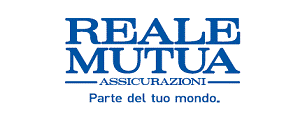 REALE
MUTUA
ASSICURAZIONI
Parte del tuo mondo.